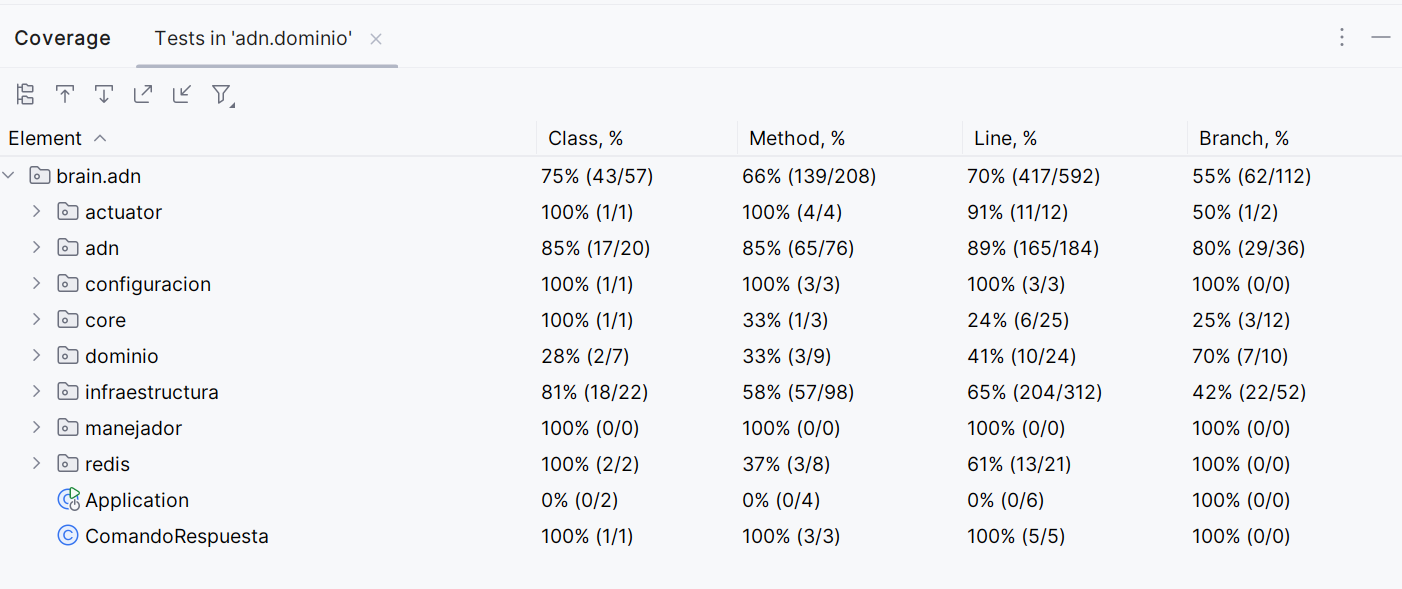 Coverage Tests in 'adn.dominio'
Element Class, % Method, % Line, % Branch, %
brain.adn 75% (43/57) 66% (139/208) 70% (417/592) 55% (62/112)
actuator 100% (1/1) 100% (4/4) 91% (11/12) 50% (1/2)
adn 85% (17/20) 85% (65/76) 89% (165/184) 80% (29/36)
configuracion 100% (1/1) 100% (3/3) 100% (3/3) 100% (0/0)
core 100% (1/1) 33% (1/3) 24% (6/25) 25% (3/12)
dominio 28% (2/7) 33% (3/9) 41% (10/24) 70% (7/10)
infraestructura 81% (18/22) 58% (57/98) 65% (204/312) 42% (22/52)
manejador 100% (0/0) 100% (0/0) 100% (0/0) 100% (0/0)
redis 100% (2/2) 37% (3/8) 61% (13/21) 100% (0/0)
Application 0% (0/2) 0% (0/4) 0% (0/6) 100% (0/0)
ComandoRespuesta 100% (1/1) 100% (3/3) 100% (5/5) 100% (0/0)